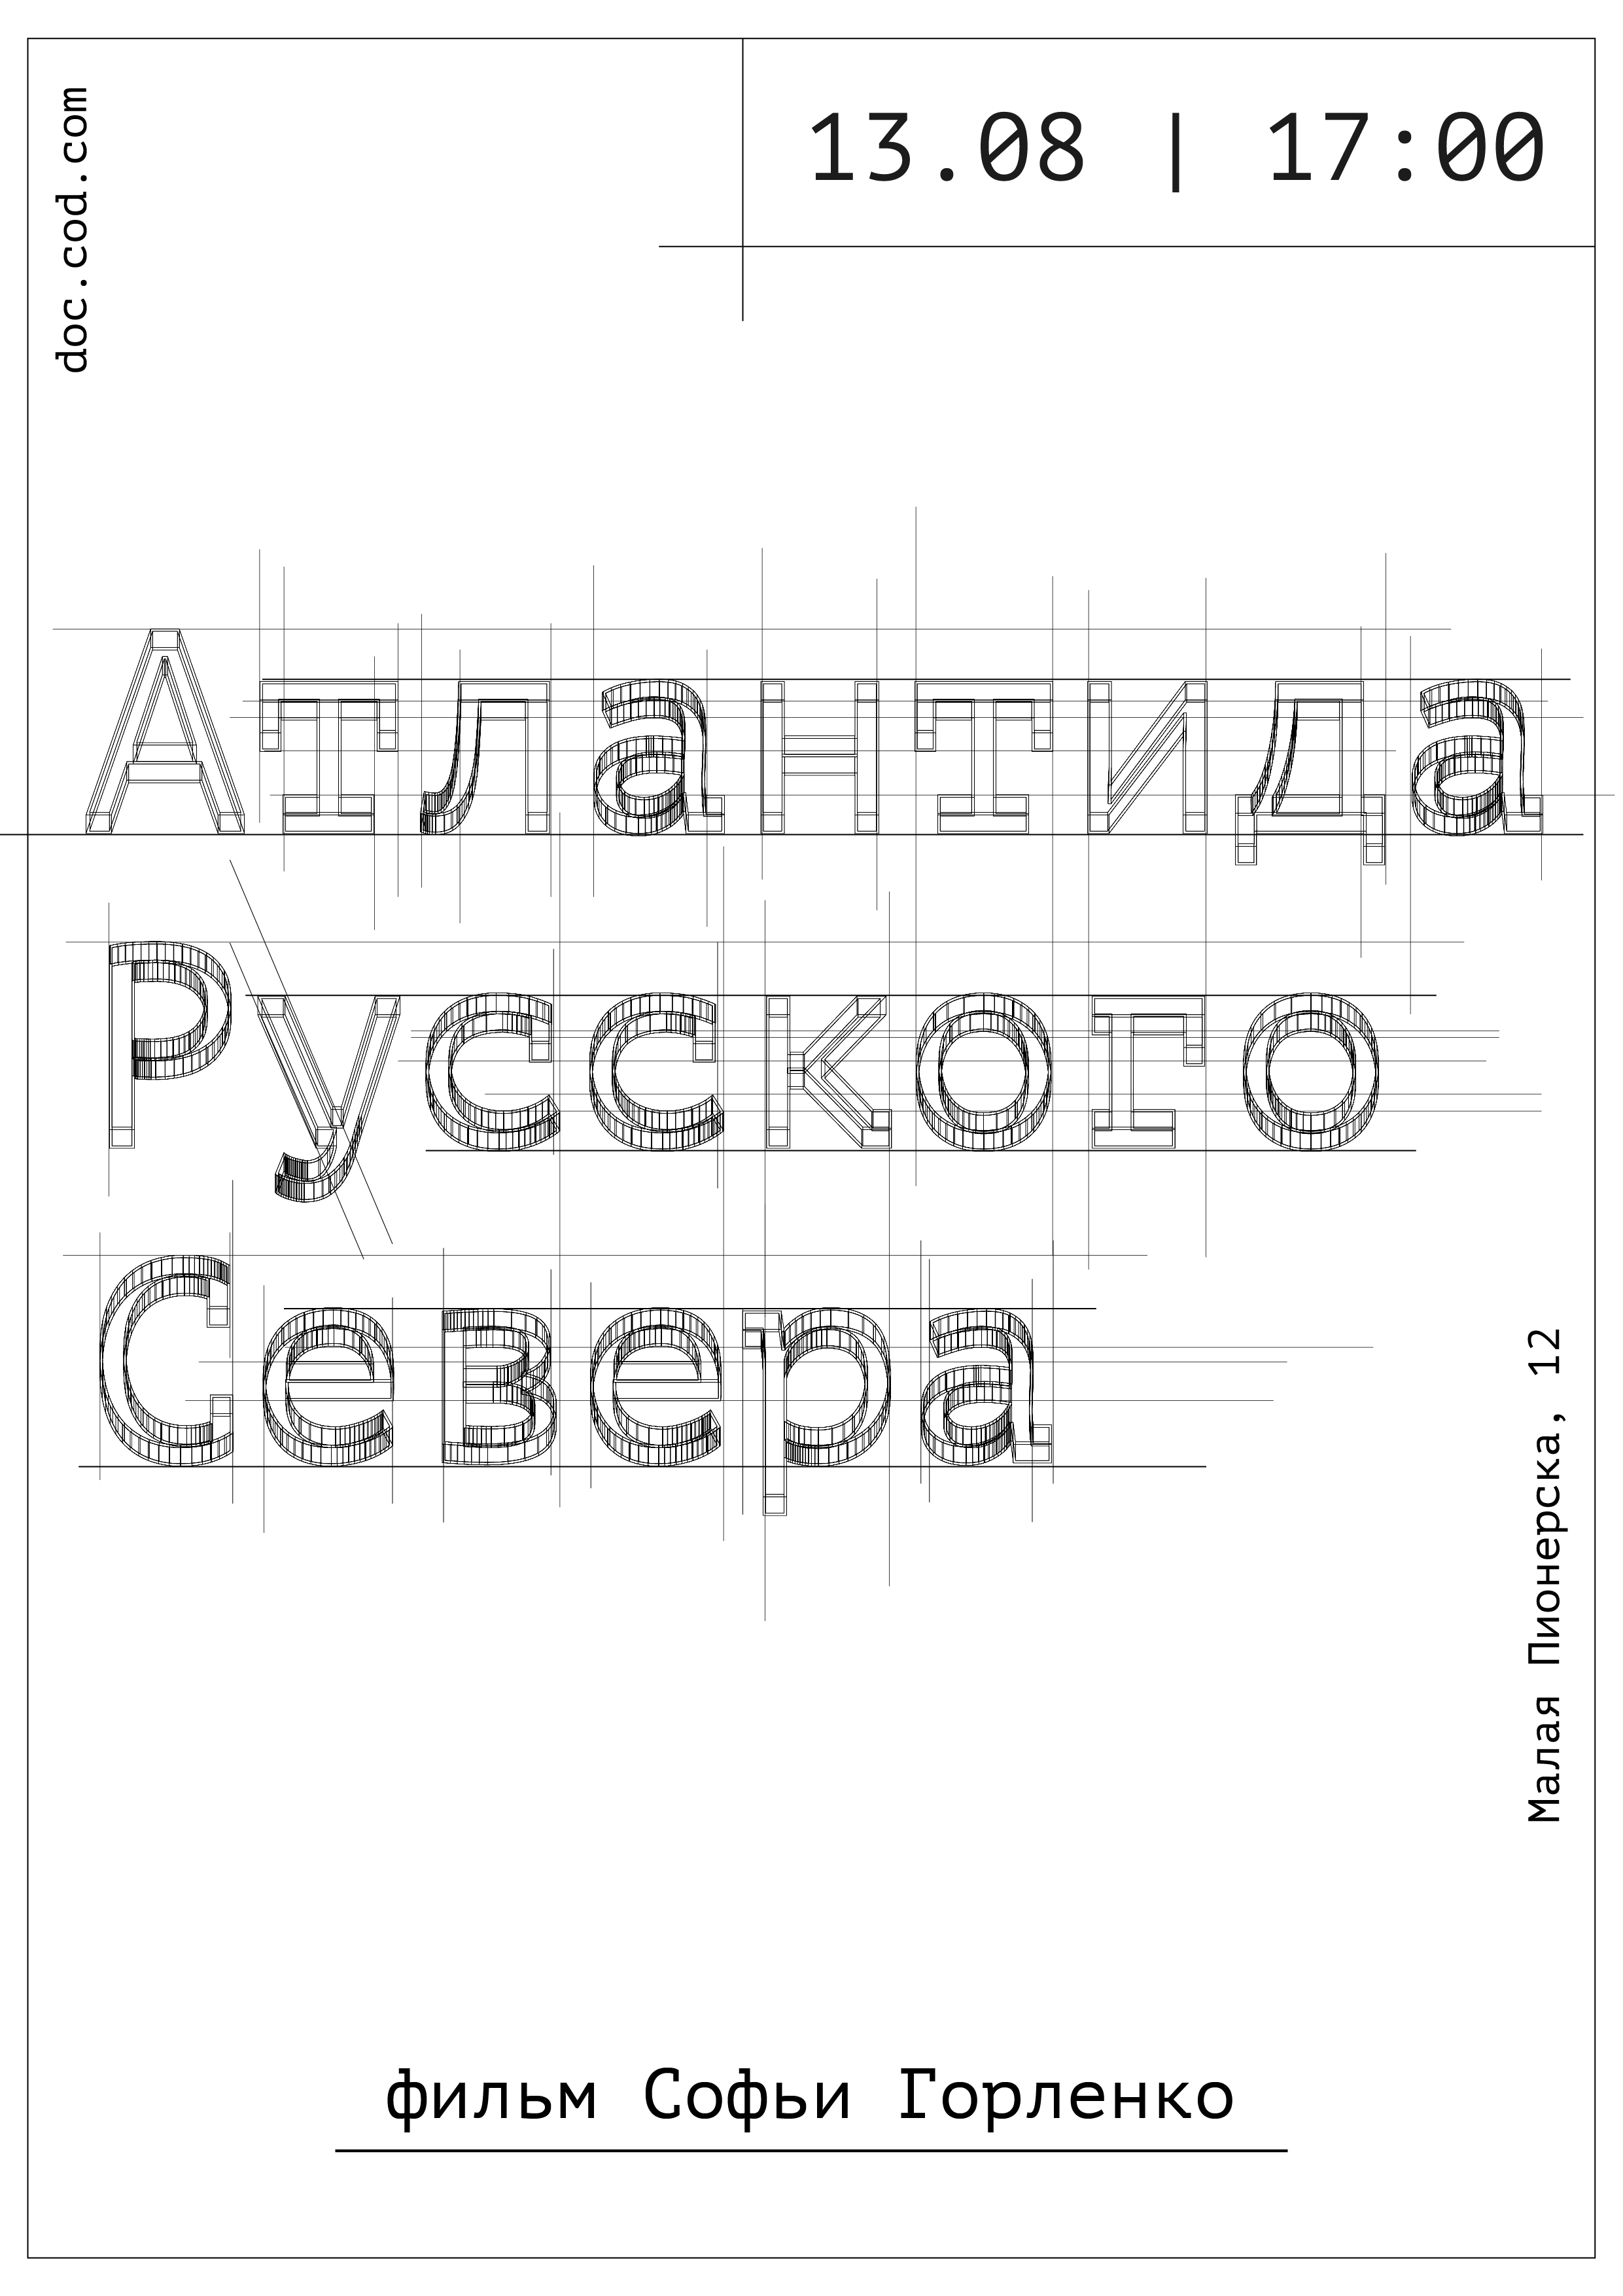 doc.cod.com
13.08 | 17:00
Атлантида
Русского
Севера
Малая Пионерска, 12
фильм Софьи Горленко